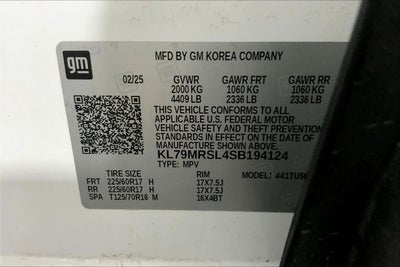 gm
MFD BY GM KOREA COMPANY
02/25 GVWR GAWR FRT GAWR RR
2000 KG 1060 KG 1060 KG
4409 LB 2336 LB 2336 LB
THIS VEHICLE CONFORMS TO ALL
APPLICABLE U.S. FEDERAL MOTOR
VEHICLE SAFETY
STANDARDS IN EFFECT ON THE DATE
OF MANUFACTURE SHOWN ABOVE.
KL79MRSL4SB194124
TYPE: MPV MODEL: 441TU56
TIRE SIZE RIM
FRT 225/60R17 H 17X7.5J
RR 225/60R17 H 17X7.5J
SPA T125/70R16 M 16X4BT